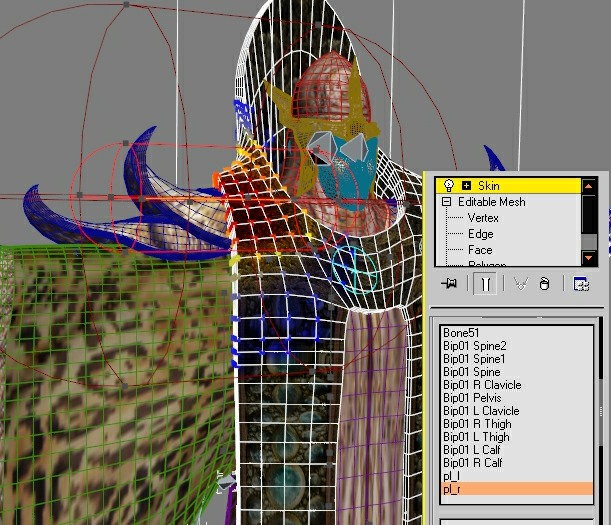 Skin
Editable Mesh
Vertex
Edge
Face
Polygon
Bone51
Bip01 Spine2
Bip01 Spine1
Bip01 Spine
Bip01 R Clavicle
Bip01 Pelvis
Bip01 L Clavicle
Bip01 R Thigh
Bip01 L Thigh
Bip01 L Calf
Bip01 R Calf
pl_l
pl_r